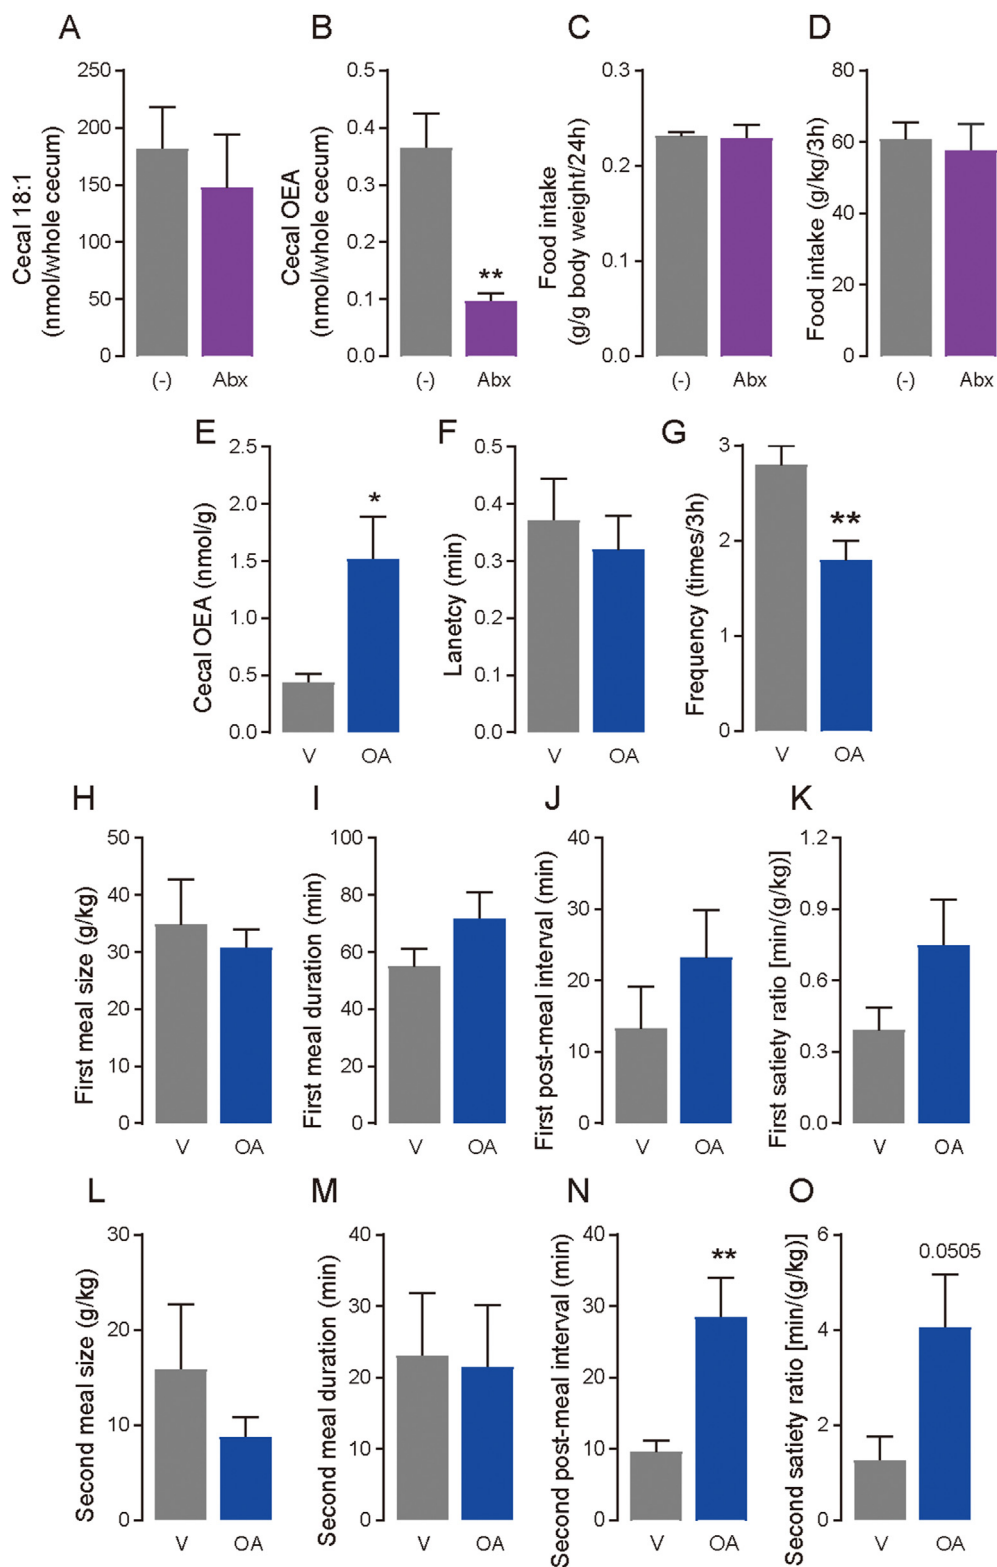 A
Cecal 18:1
(nmol/whole cecum)
250
200
150
100
50
0
(-)
Abx
B
Cecal OEA
(nmol/whole cecum)
0.5
0.4
0.3
0.2
0.1
0.0
**
(-)
Abx
C
Food intake
(g/g body weight/24h)
0.3
0.2
0.1
0.0
(-)
Abx
D
Food intake (g/kg/3h)
80
60
40
20
0
(-)
Abx
E
Cecal OEA (nmol/g)
2.5
2.0
1.5
1.0
0.5
0.0
*
V
OA
F
Lanetcy (min)
0.5
0.4
0.3
0.2
0.1
0.0
V
OA
G
Frequency (times/3h)
3
2
1
0
**
V
OA
H
First meal size (g/kg)
50
40
30
20
10
0
V
OA
I
First meal duration (min)
100
80
60
40
20
0
V
OA
J
First post-meal interval (min)
40
30
20
10
0
V
OA
K
First satiety ratio [min/(g/kg)]
1.2
0.9
0.6
0.3
0.0
V
OA
L
Second meal size (g/kg)
30
20
10
0
V
OA
M
Second meal duration (min)
40
30
20
10
0
V
OA
N
Second post-meal interval (min)
40
30
20
10
0
**
V
OA
O
Second satiety ratio [min/(g/kg)]
6
4
2
0
0.0505
V
OA